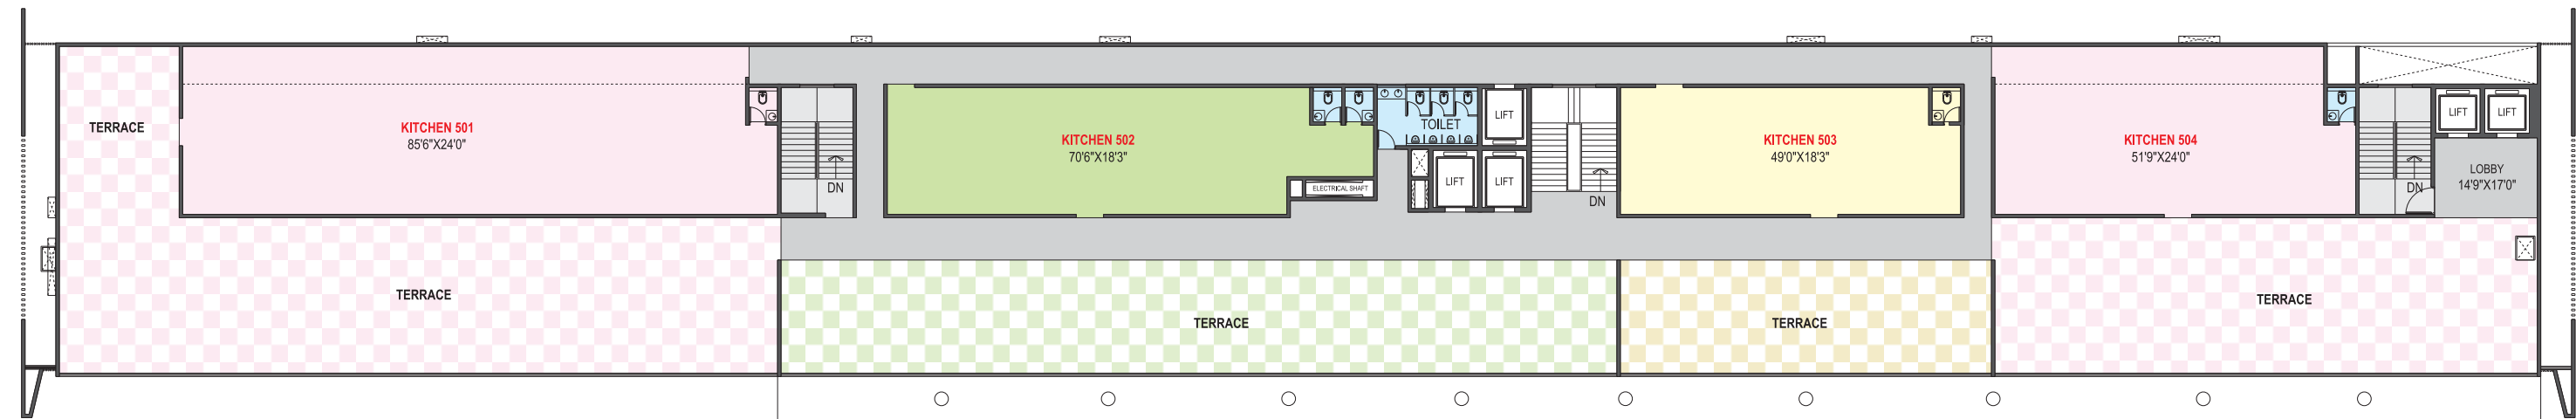 TERRACE
KITCHEN 501
85'6"X24'0"
TERRACE
DN
KITCHEN 502
70'6"X18'3"
ELECTRICAL SHAFT
TOILET
LIFT
LIFT
LIFT
DN
TERRACE
KITCHEN 503
49'0"X18'3"
TERRACE
KITCHEN 504
51'9"X24'0"
DN
LIFT
LIFT
LOBBY
14'9"X17'0"
TERRACE